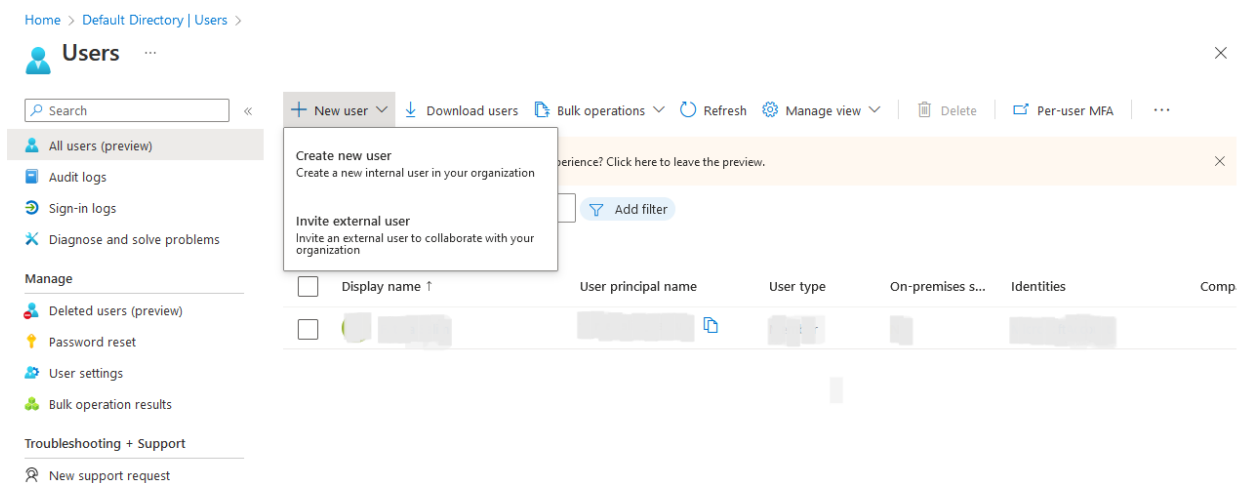 Home > Default Directory | Users >
Users ...
Search «
New user Download users Bulk operations Refresh Manage view Delete Per-user MFA ...
All users (preview)
Audit logs
Sign-in logs
Diagnose and solve problems
Manage
Deleted users (preview)
Password reset
User settings
Bulk operation results
Troubleshooting + Support
New support request
Create new user
Create a new internal user in your organization
Invite external user
Invite an external user to collaborate with your
organization
Click here to leave the preview.
Add filter
Display name ↑ User principal name User type On-premises s... Identities